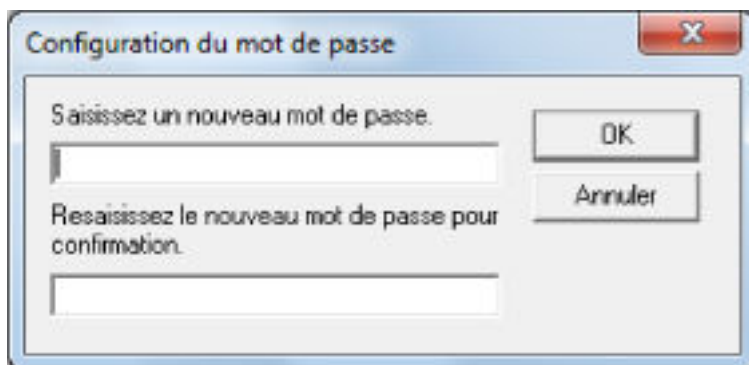 Configuration du mot de passe
Saisissez un nouveau mot de passe.
OK
Annuler
Resaisissez le nouveau mot de passe pour
confirmation.